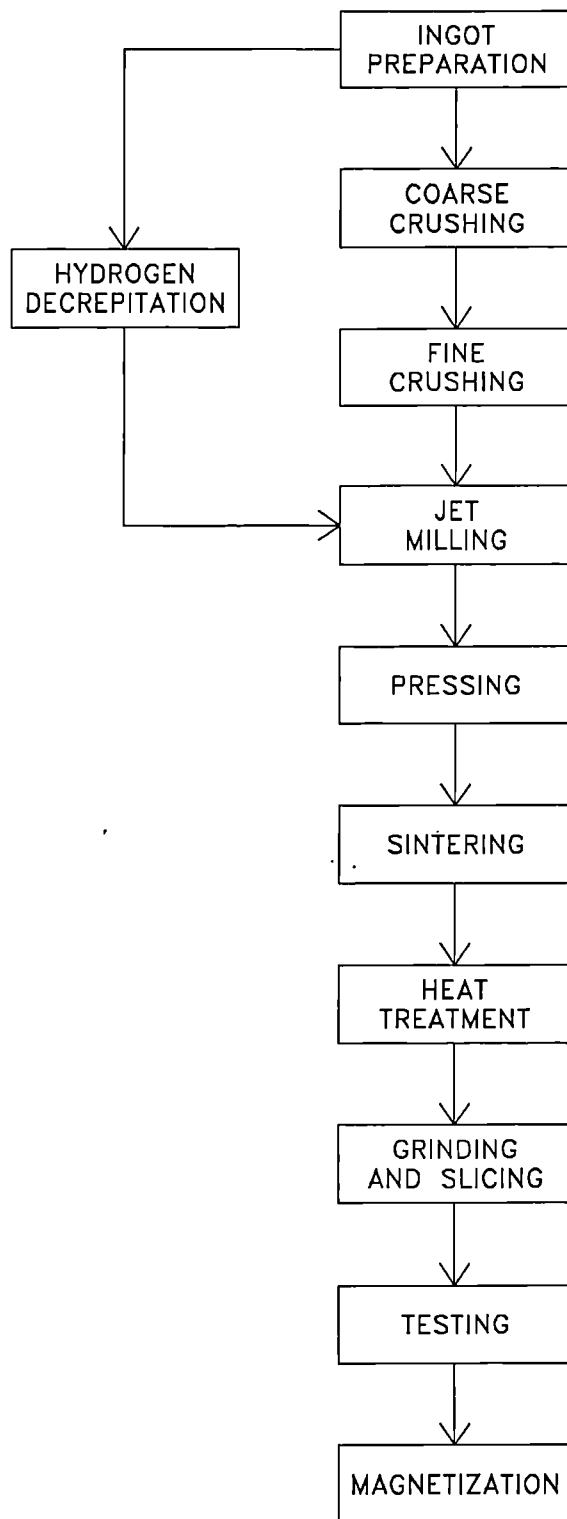 INGOT
PREPARATION
COARSE
CRUSHING
HYDROGEN
DECREPITATION
FINE
CRUSHING
JET
MILLING
PRESSING
SINTERING
HEAT
TREATMENT
GRINDING
AND SLICING
TESTING
MAGNETIZATION